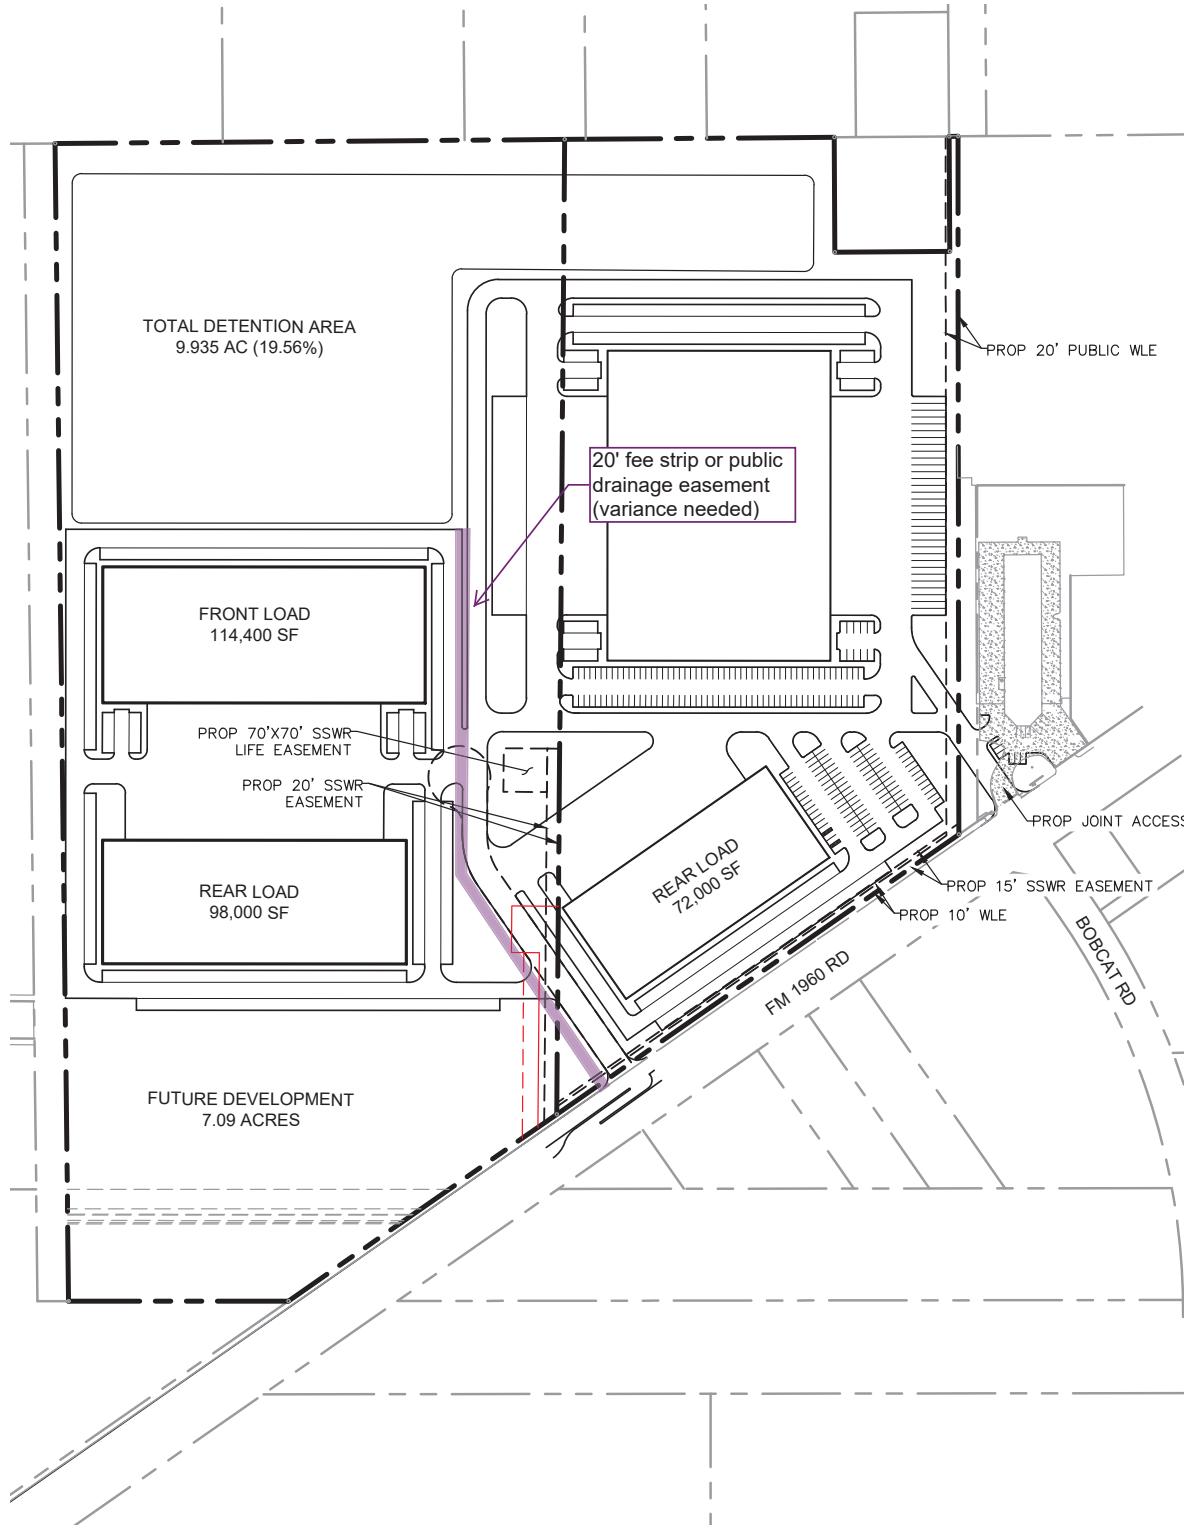 TOTAL DETENTION AREA
9.935 AC (19.56%)
PROP 20' PUBLIC WLE
20' fee strip or public
drainage easement
(variance needed)
FRONT LOAD
114,400 SF
PROP 70'X70' SSWR
LIFE EASEMENT
PROP 20' SSWR
EASEMENT
PROP JOINT ACCESS
REAR LOAD
72,000 SF
REAR LOAD
98,000 SF
PROP 15' SSWR EASEMENT
PROP 10' WLE
BOBCAT RD
FM 1960 RD
FUTURE DEVELOPMENT
7.09 ACRES